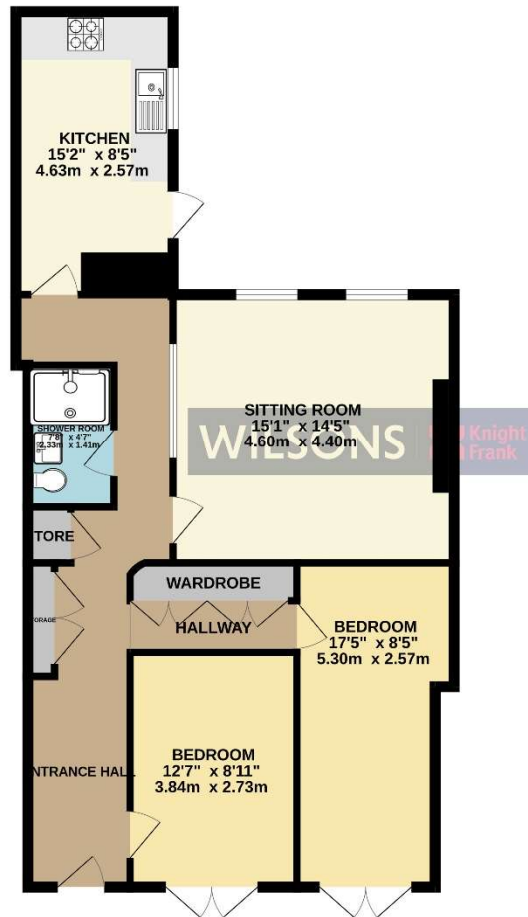 KITCHEN
15'2" x 8'5"
4.63m x 2.57m
SITTING ROOM
15'1" x 14'5"
4.60m x 4.40m
WILSONS
Knight
Frank
SHOWER ROOM
7'8" x 4'7"
2.33m x 1.41m
TORE
WARDROBE
HALLWAY
ORAGE
BEDROOM
17'5" x 8'5"
5.30m x 2.57m
BEDROOM
12'7" x 8'11"
3.84m x 2.73m
NTRANCE HALL